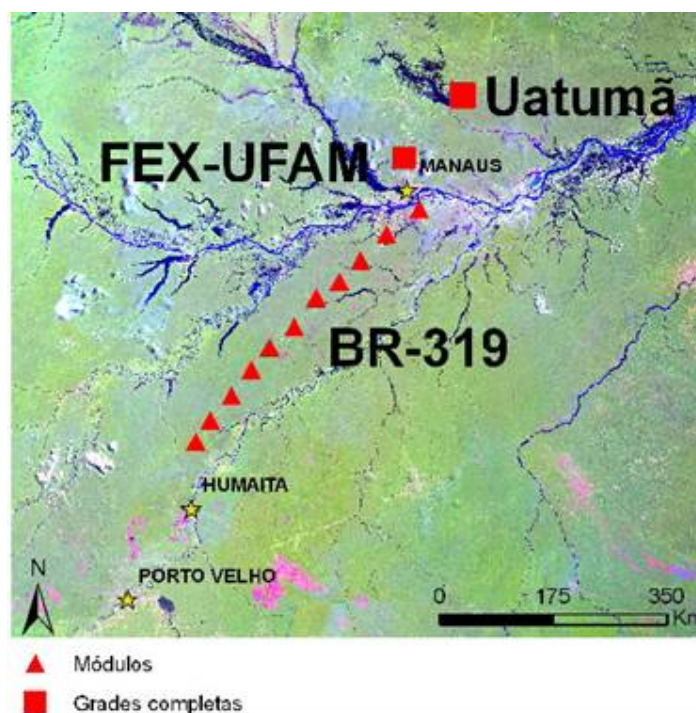 Uatumã
FEX-UFAM
MANAUS
BR-319
HUMAITA
PORTO VELHO
N
0 175 350
Km
Módulos
Grades completas